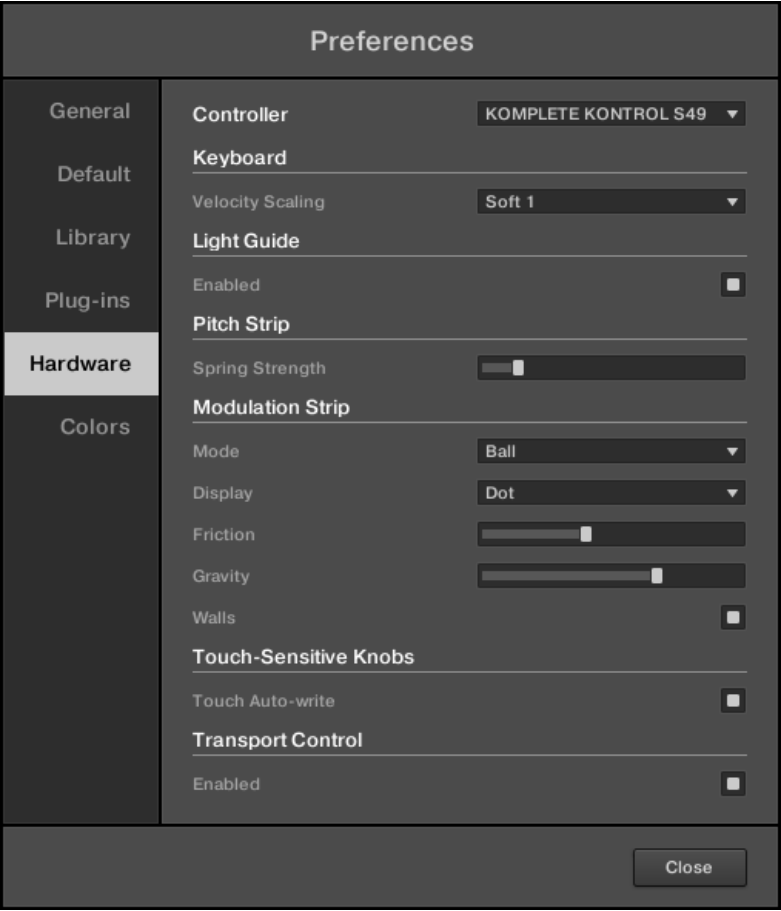 Preferences
General
Default
Library
Plug-ins
Hardware
Colors
Controller KOMPLETE KONTROL S49
Keyboard
Velocity Scaling Soft 1
Light Guide
Enabled
Pitch Strip
Spring Strength
Modulation Strip
Mode Ball
Display Dot
Friction
Gravity
Walls
Touch-Sensitive Knobs
Touch Auto-write
Transport Control
Enabled
Close